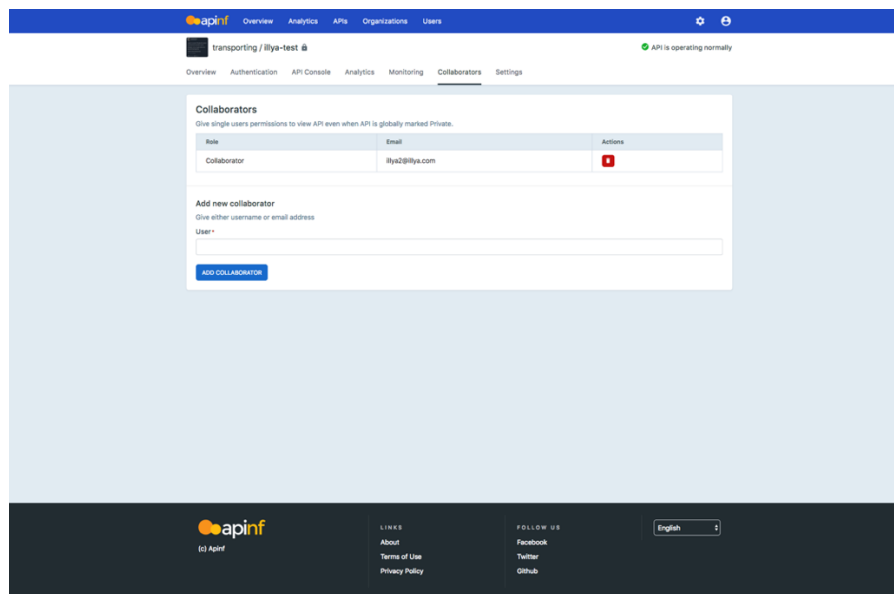 apinf Overview Analytics APIs Organizations Users
transporting / illya-test API is operating normally
Overview Authentication API Console Analytics Monitoring Collaborators Settings
Collaborators
Give single users permissions to view API even when API is globally marked Private.
Role Email Actions
Collaborator illya2@illya.com
Add new collaborator
Give either username or email address
User*
ADD COLLABORATOR
apinf LINKS FOLLOW US English
(c) Apinf About Facebook
Terms of Use Twitter
Privacy Policy Github